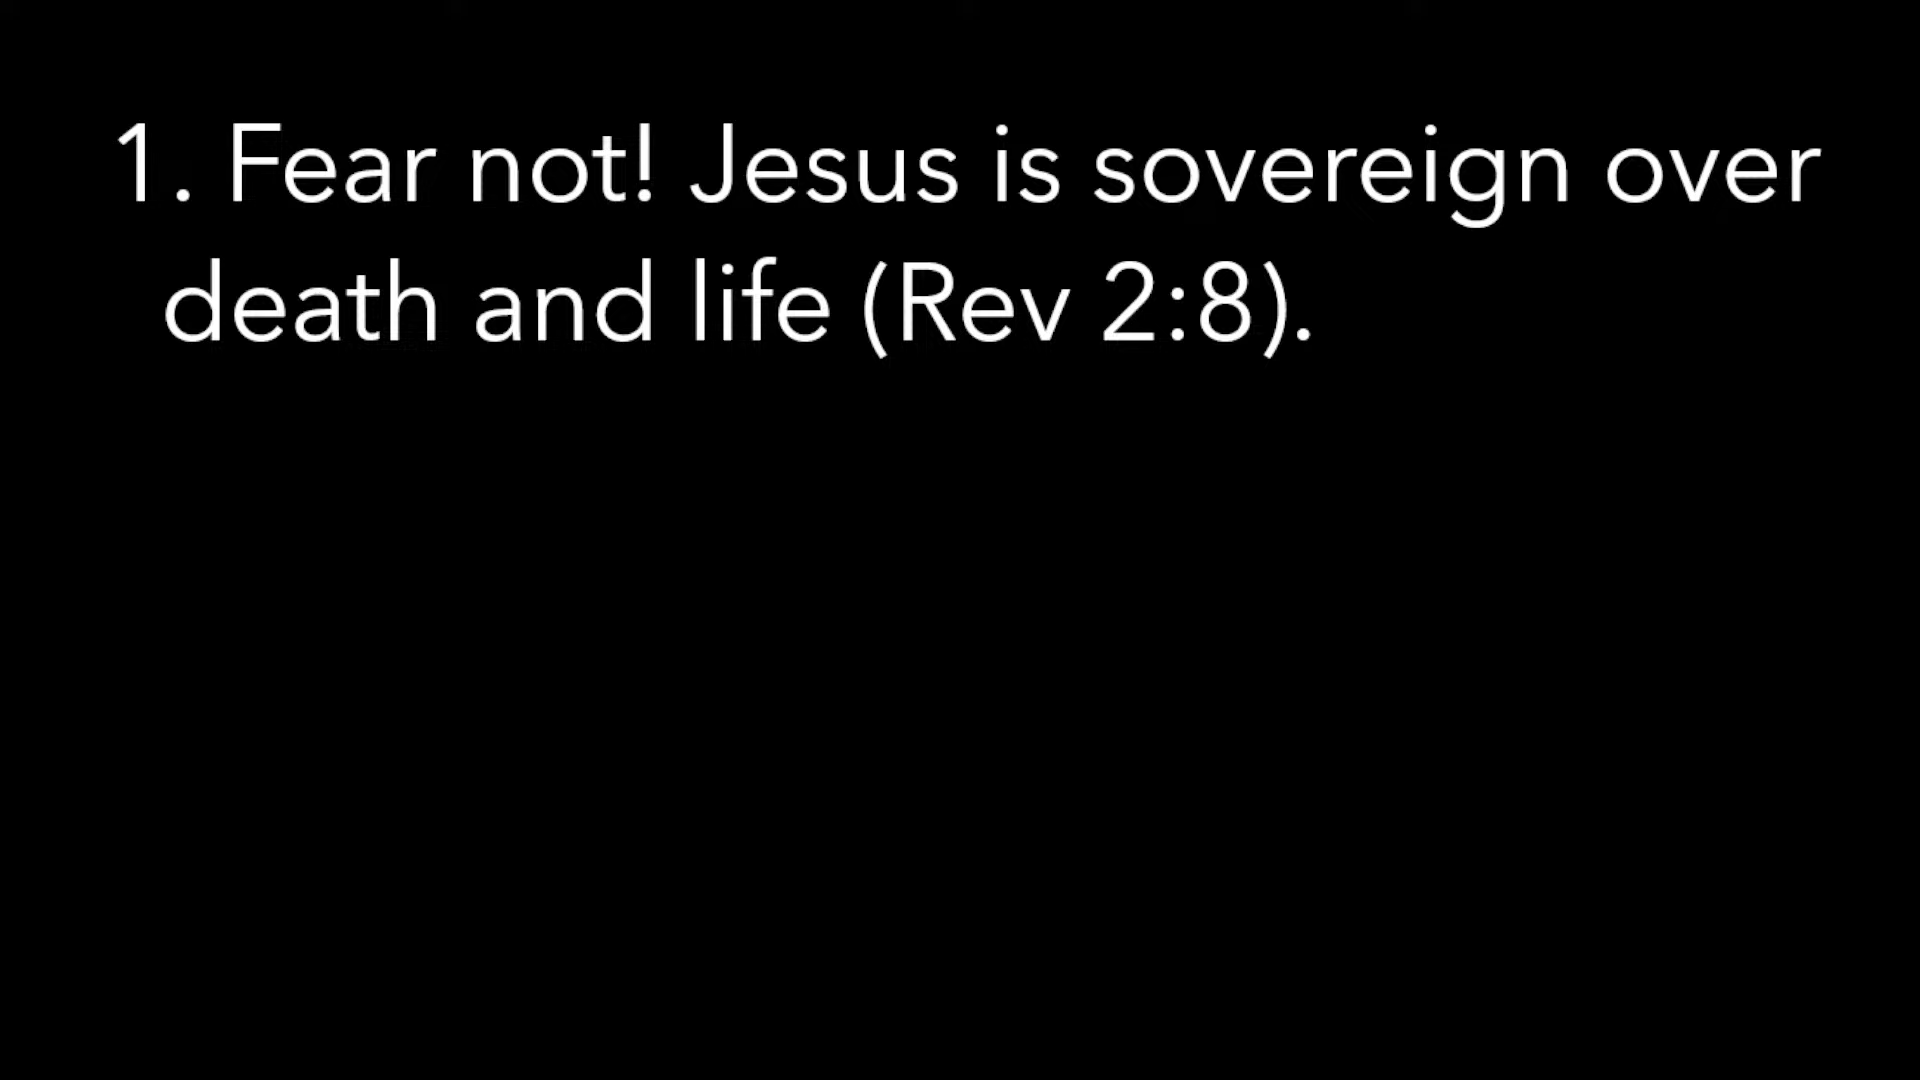 1. Fear not! Jesus is sovereign over
death and life (Rev 2:8).